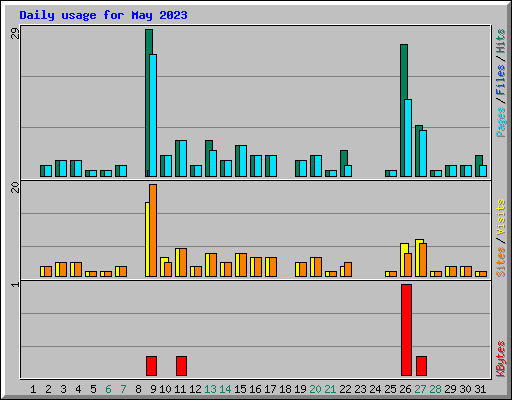 Daily usage for May 2023
29
20
1
Pages / Files / Hits
Sites / Visits
KBytes
1 2 3 4 5 6 7 8 9 10 11 12 13 14 15 16 17 18 19 20 21 22 23 24 25 26 27 28 29 30 31